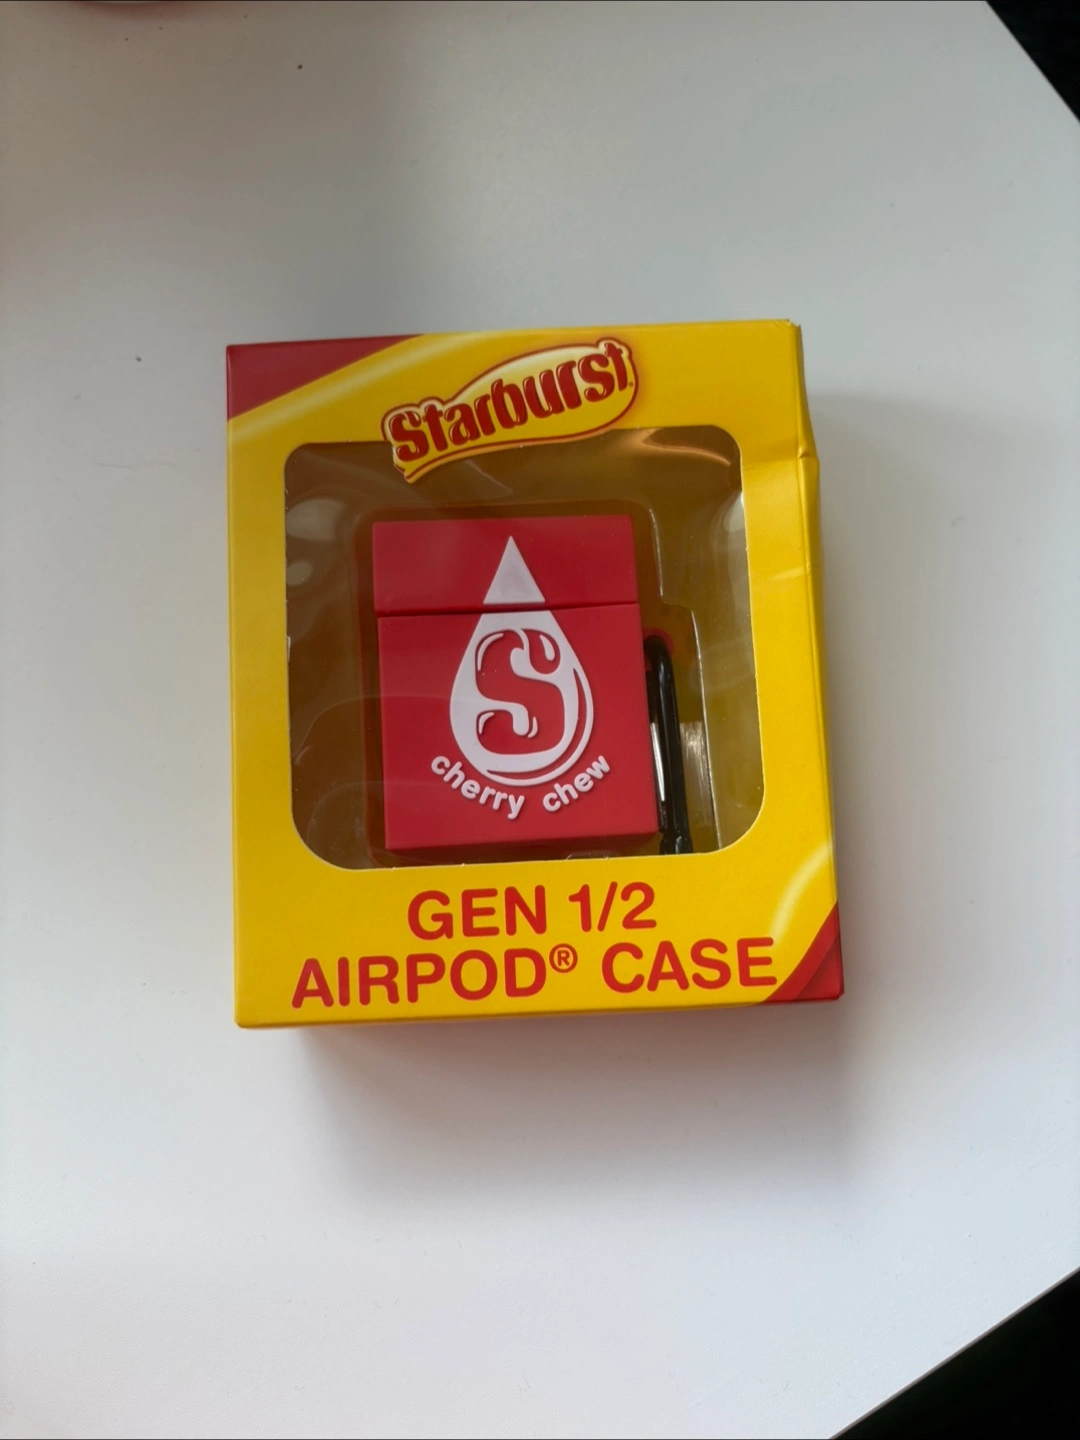 Starburst
S
cherry chew
GEN 1/2
AIRPOD® CASE